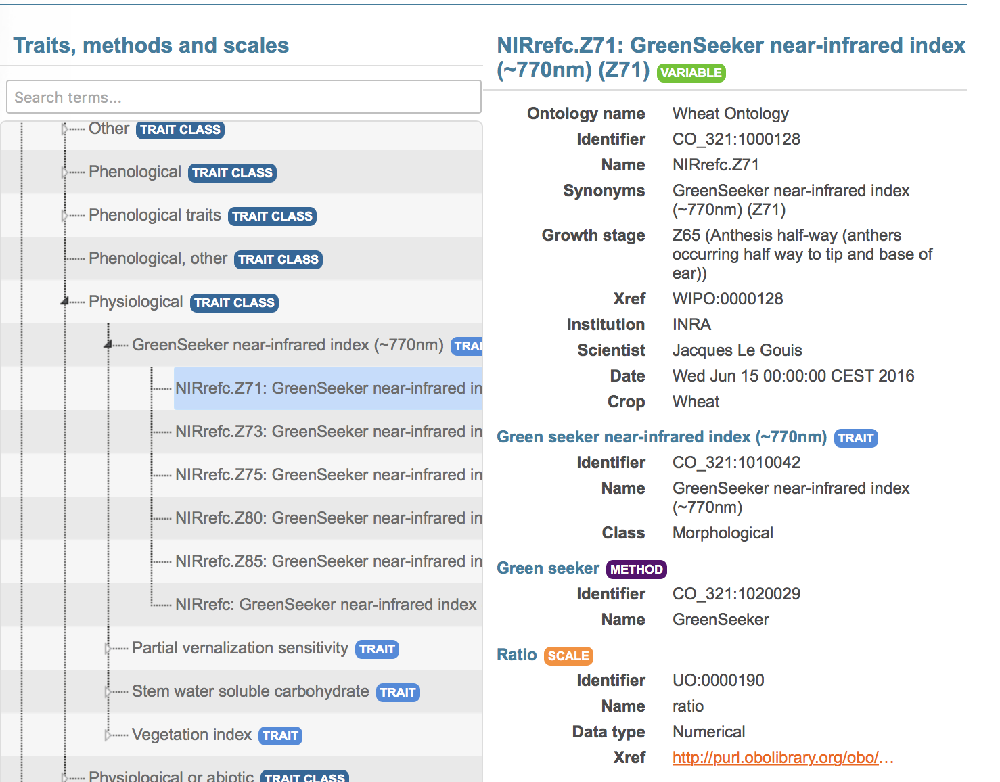 Traits, methods and scales
Search terms...
Other TRAIT CLASS
Phenological TRAIT CLASS
Phenological traits TRAIT CLASS
Phenological, other TRAIT CLASS
Physiological TRAIT CLASS
GreenSeeker near-infrared index (~770nm) TRAI
NIRrefc.Z71: GreenSeeker near-infrared in
NIRrefc.Z73: GreenSeeker near-infrared in
NIRrefc.Z75: GreenSeeker near-infrared in
NIRrefc.Z80: GreenSeeker near-infrared in
NIRrefc.Z85: GreenSeeker near-infrared in
NIRrefc: GreenSeeker near-infrared index
Partial vernalization sensitivity TRAIT
Stem water soluble carbohydrate TRAIT
Vegetation index TRAIT
Physiological or abiotic TRAIT CLASS
NIRrefc.Z71: GreenSeeker near-infrared index
(~770nm) (Z71) VARIABLE
Ontology name Wheat Ontology
Identifier CO_321:1000128
Name NIRrefc.Z71
Synonyms GreenSeeker near-infrared index
(~770nm) (Z71)
Growth stage Z65 (Anthesis half-way (anthers
occurring half way to tip and base of
ear))
Xref WIPO:0000128
Institution INRA
Scientist Jacques Le Gouis
Date Wed Jun 15 00:00:00 CEST 2016
Crop Wheat
Green seeker near-infrared index (~770nm) TRAIT
Identifier CO_321:1010042
Name GreenSeeker near-infrared index
(~770nm)
Class Morphological
Green seeker METHOD
Identifier CO_321:1020029
Name GreenSeeker
Ratio SCALE
Identifier UO:0000190
Name ratio
Data type Numerical
Xref http://purl.obolibrary.org/obo/...